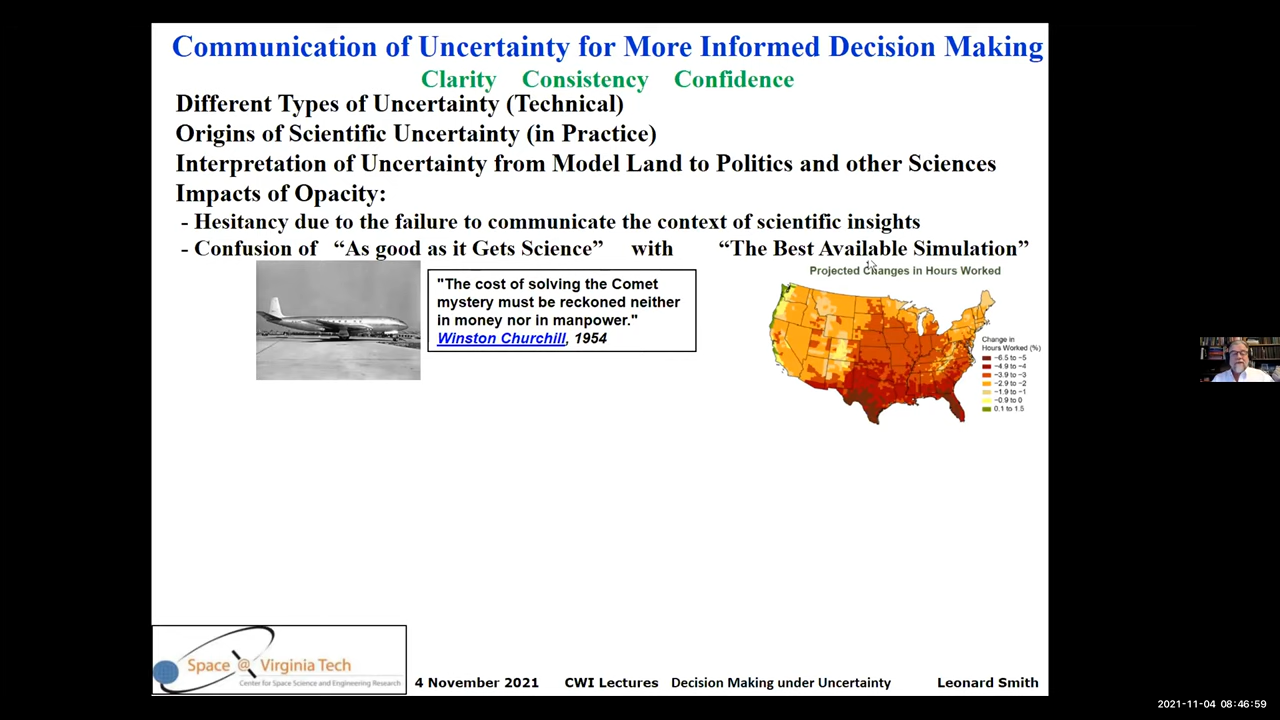 Communication of Uncertainty for More Informed Decision Making
Clarity Consistency Confidence
Different Types of Uncertainty (Technical)
Origins of Scientific Uncertainty (in Practice)
Interpretation of Uncertainty from Model Land to Politics and other Sciences
Impacts of Opacity:
- Hesitancy due to the failure to communicate the context of scientific insights
- Confusion of “As good as it Gets Science” with “The Best Available Simulation”
"The cost of solving the Comet
mystery must be reckoned neither
in money nor in manpower."
Winston Churchill, 1954
Projected Changes in Hours Worked
Change in
Hours Worked (%)
−6.5 to −5
−4.9 to −4
−3.9 to −3
−2.9 to −2
−1.9 to −1
−0.9 to 0
0.1 to 1.5
Space @ Virginia Tech
Center for Space Science and Engineering Research
4 November 2021 CWI Lectures Decision Making under Uncertainty Leonard Smith
2021-11-04 08:46:59